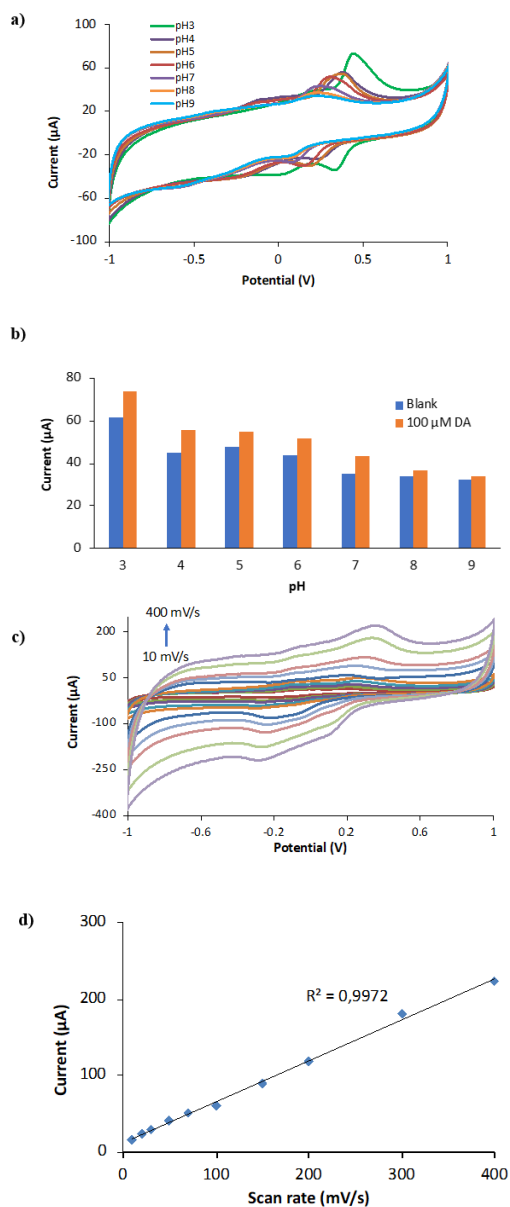 a)
100
60
20
-20
-60
-100
Current (µA)
pH3
pH4
pH5
pH6
pH7
pH8
pH9
-1
-0.5
0
0.5
1
Potential (V)
b)
80
60
40
20
0
Current (µA)
Blank
100 µM DA
3
4
5
6
7
8
9
pH
c)
400 mV/s
10 mV/s
200
50
-100
-250
-400
Current (µA)
-1
-0.6
-0.2
0.2
0.6
1
Potential (V)
d)
300
200
100
0
Current (µA)
R² = 0,9972
0
100
200
300
400
Scan rate (mV/s)